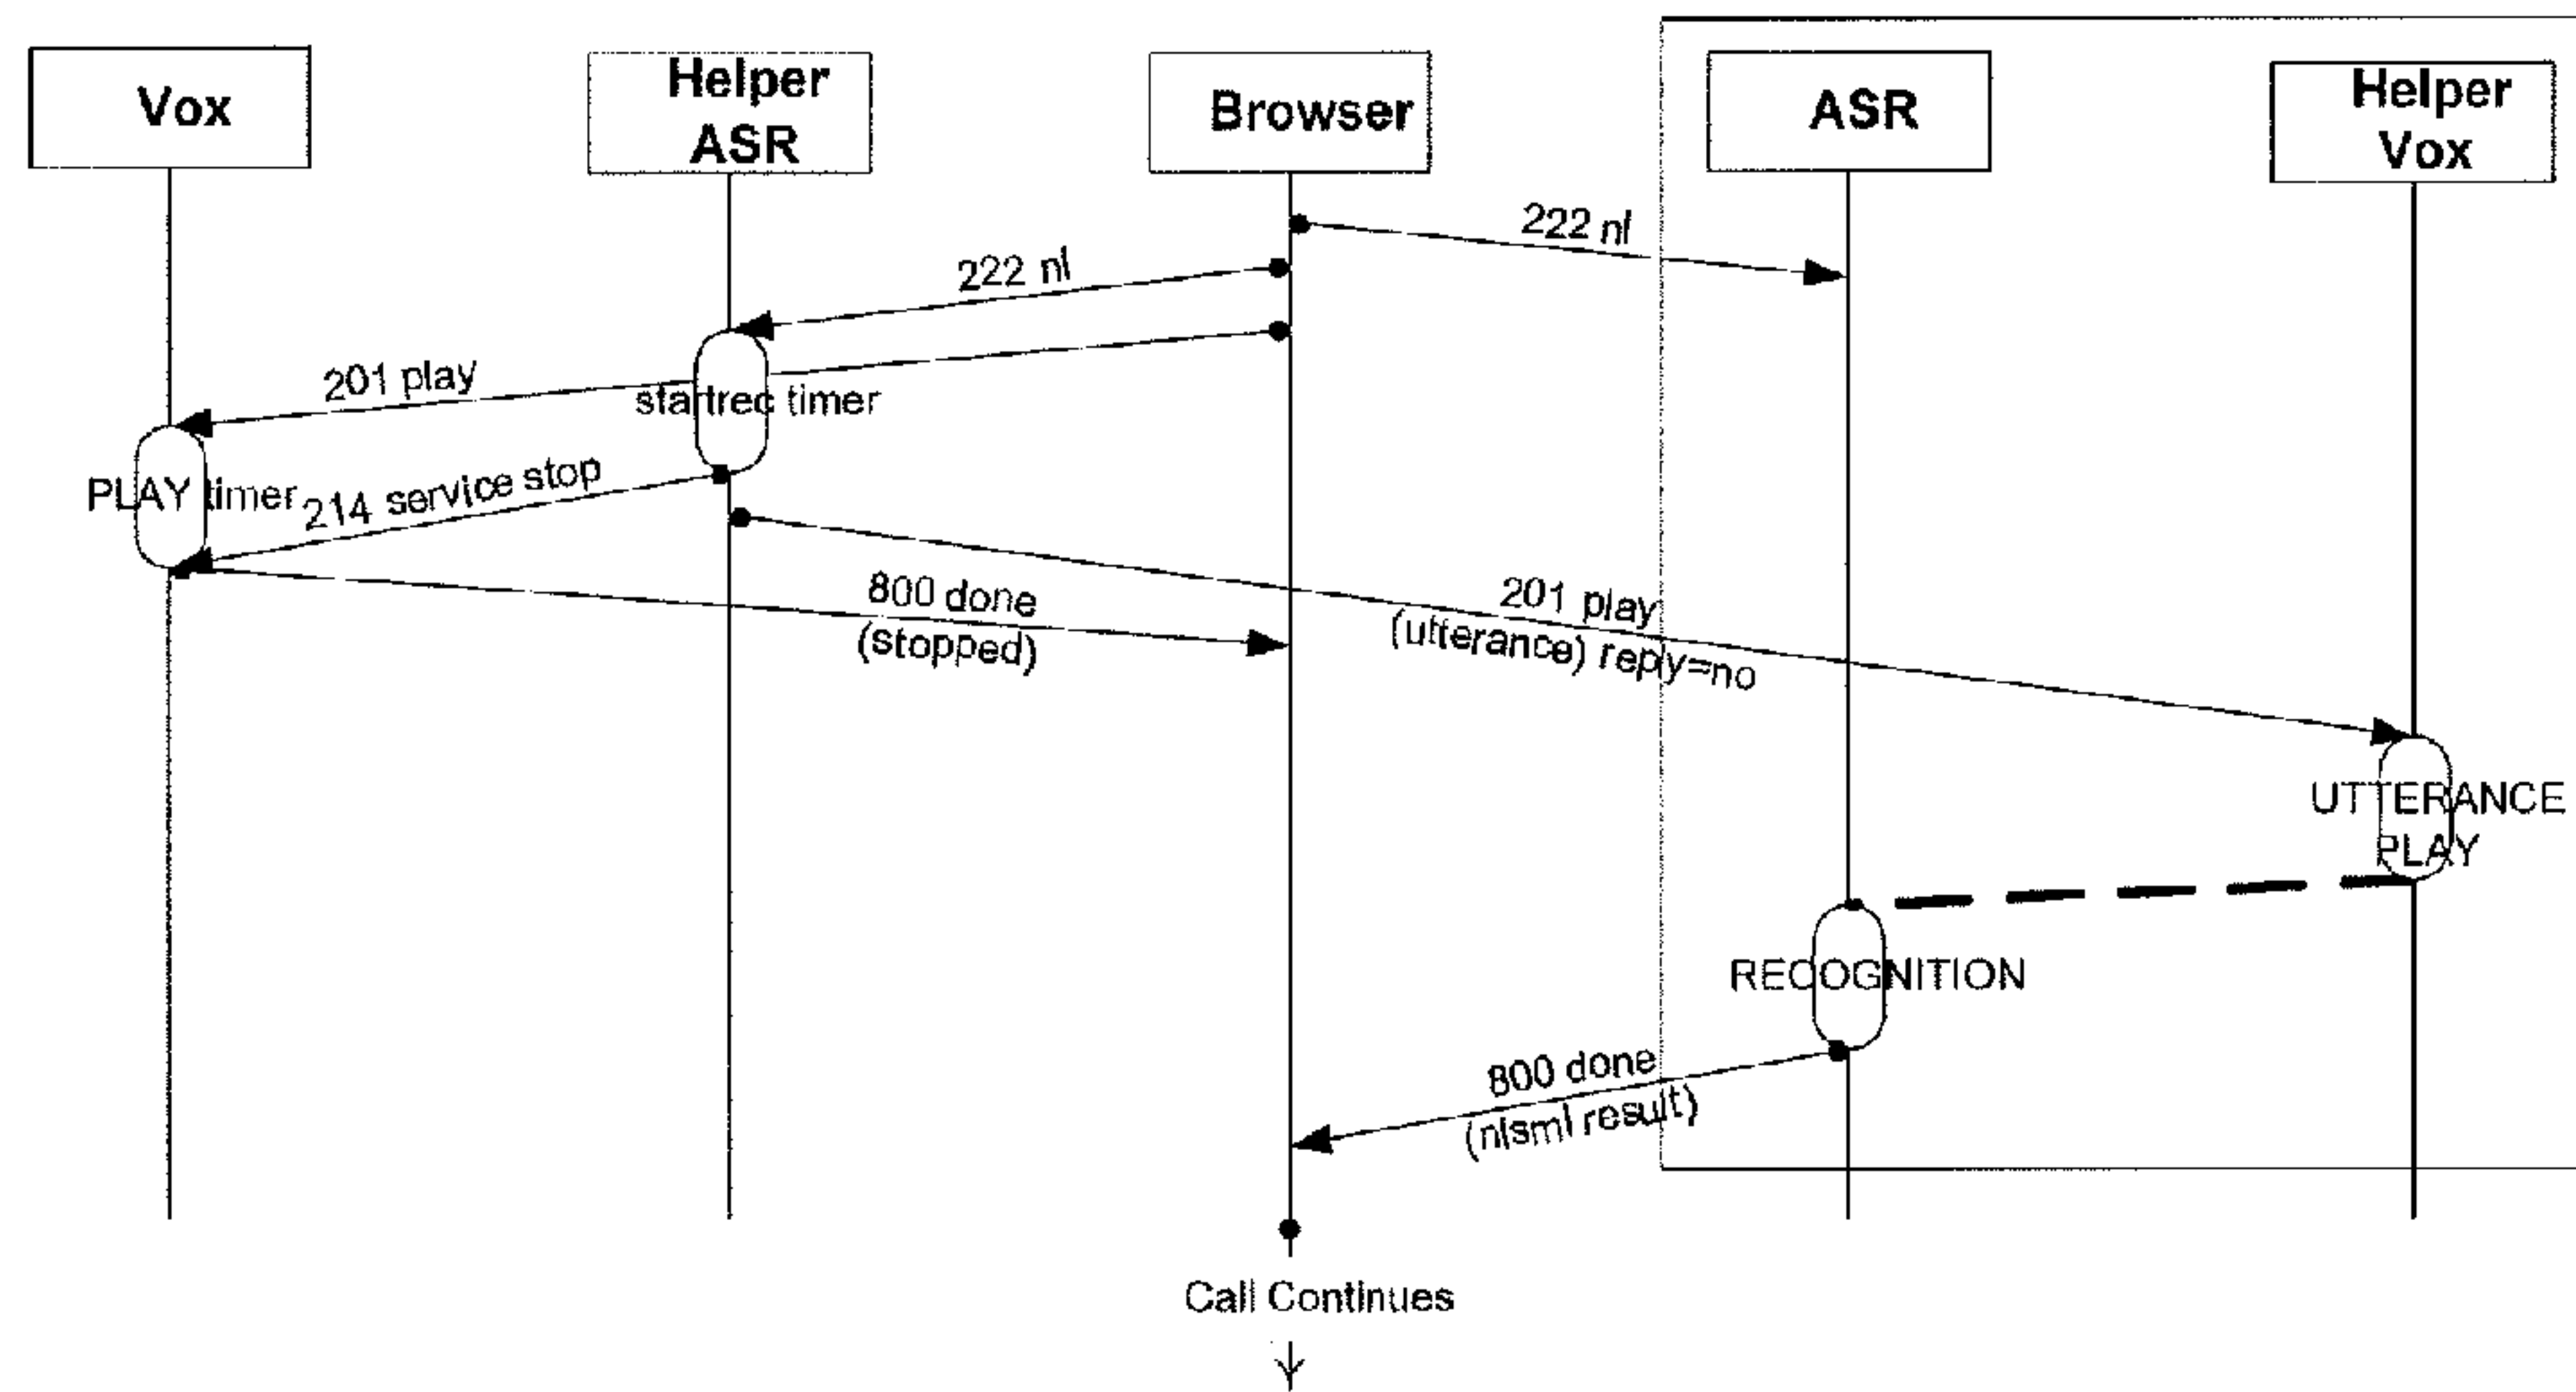 Vox
Helper
ASR
Browser
ASR
Helper
Vox
222 nl
222 nl
201 play
startrec timer
PLAY timer
214 service stop
800 done
(stopped)
201 play
(utterance) reply=no
UTTERANCE
PLAY
RECOGNITION
800 done
(nlsml result)
Call Continues